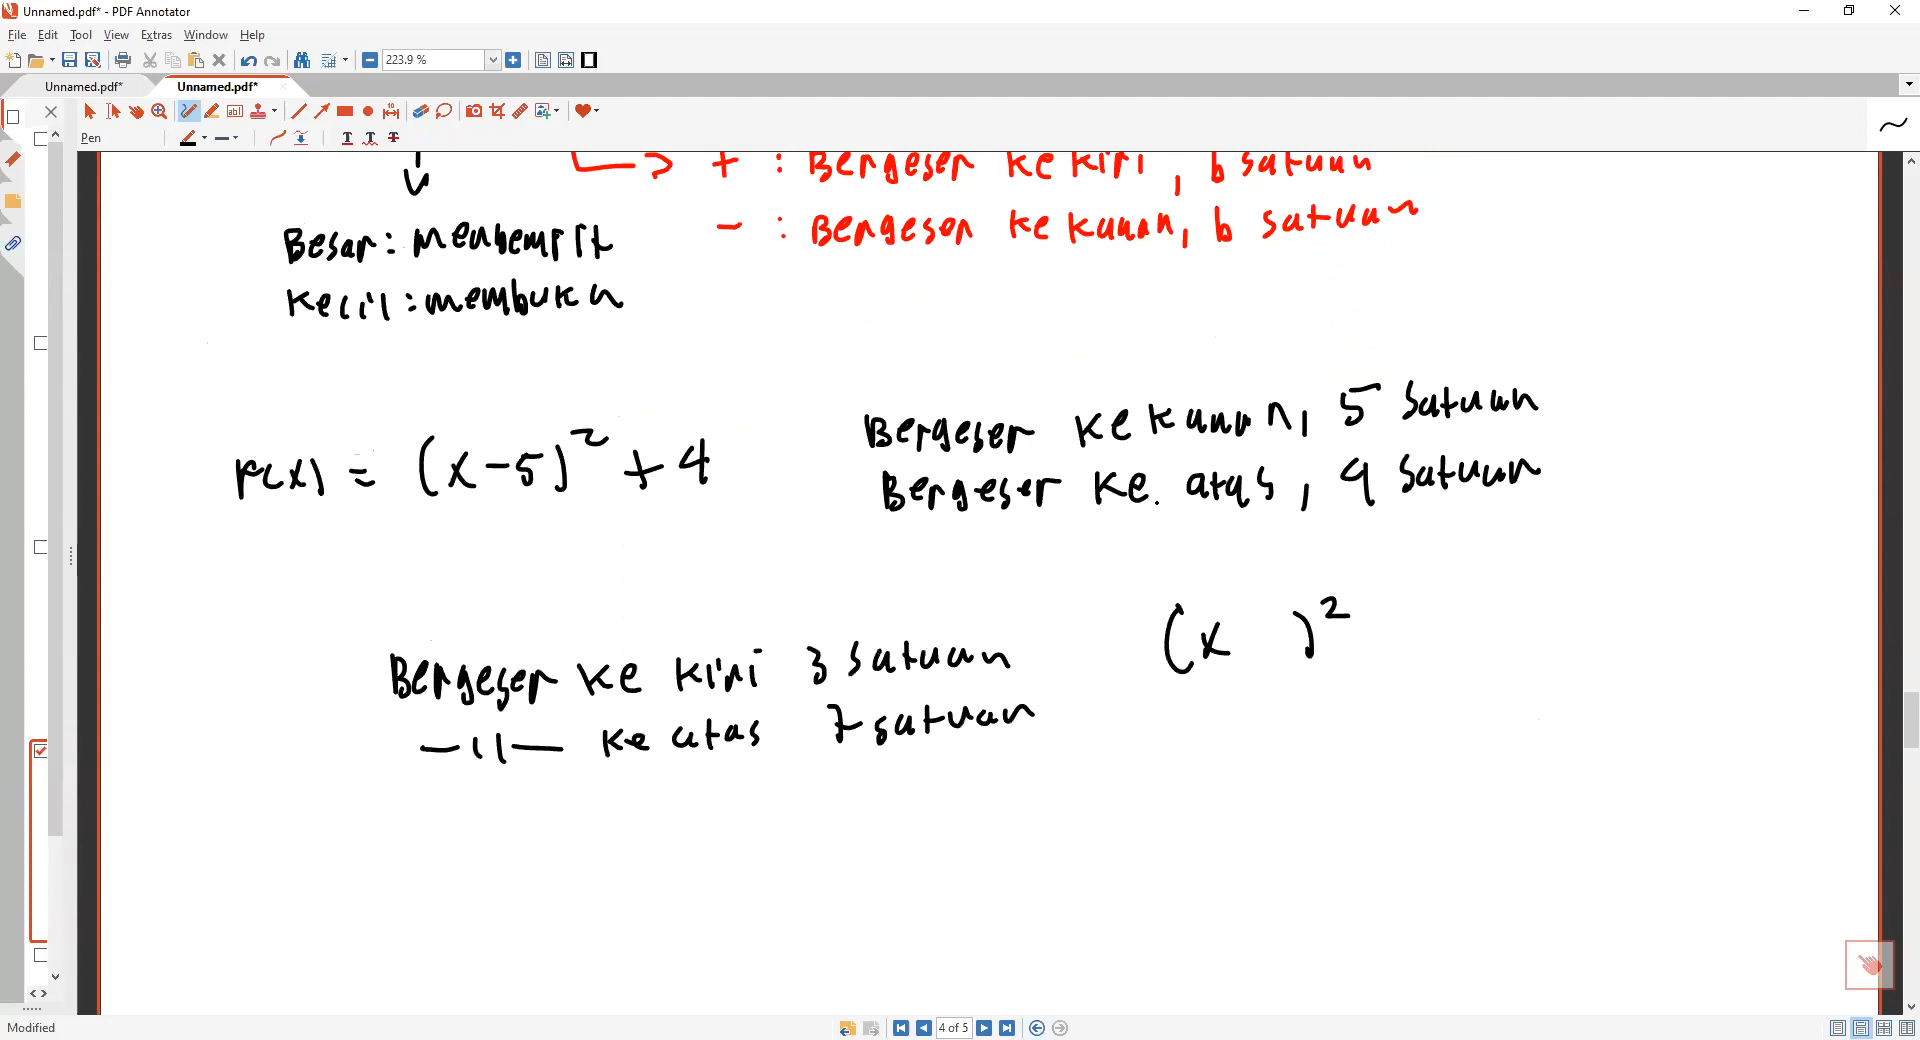 Unnamed.pdf* - PDF Annotator
File Edit Tool View Extras Window Help
223.9 %
Unnamed.pdf* Unnamed.pdf*
Pen
+ : Bergeser ke kiri, b satuan
- : Bergeser ke kanan, b satuan
Besar: menhempit
Kecil: membuka
F(x) = (x-5)² + 4
Bergeser ke kanan, 5 satuan
Bergeser ke. atas, 4 satuan
(x )²
Bergeser ke kiri 3 satuan
—11— ke atas 7 satuan
Modified
4 of 5